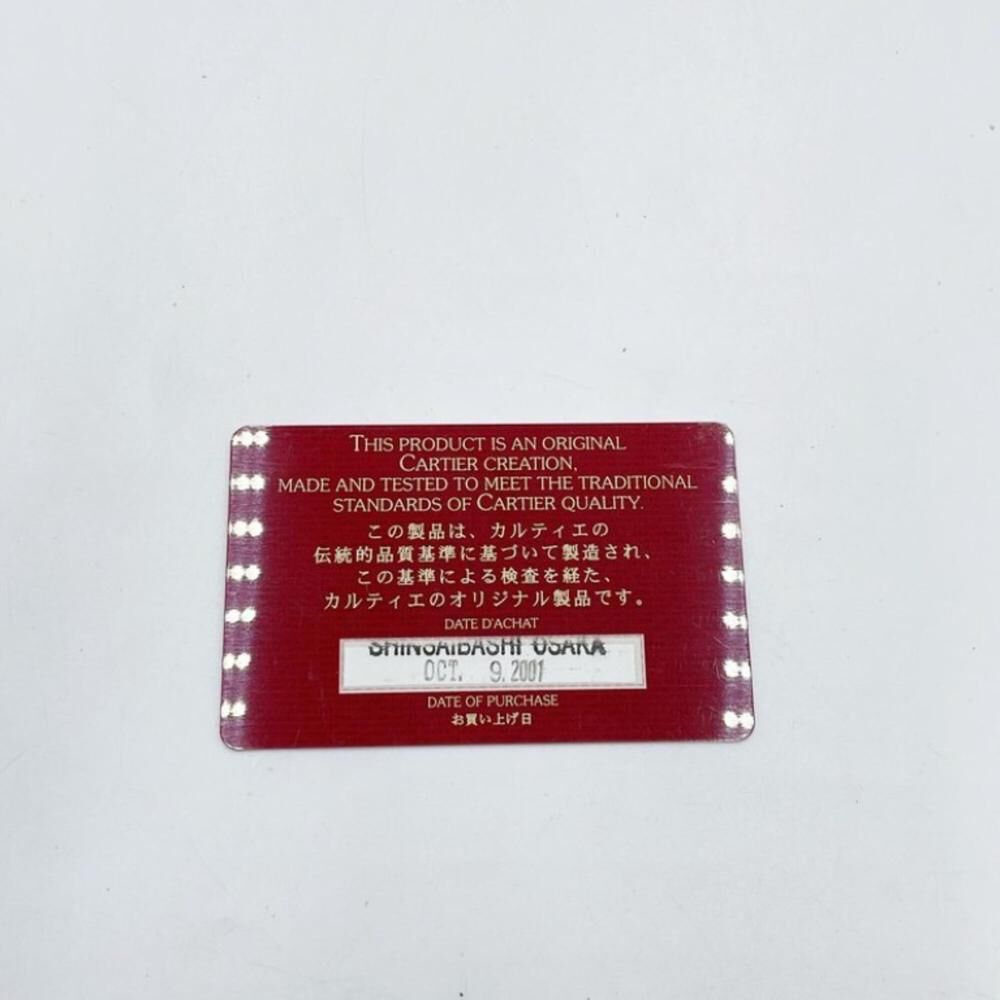 THIS PRODUCT IS AN ORIGINAL
CARTIER CREATION,
MADE AND TESTED TO MEET THE TRADITIONAL
STANDARDS OF CARTIER QUALITY.
この製品は、カルティエの
伝統的品質基準に基づいて製造され、
この基準による検査を経た、
カルティエのオリジナル製品です。
DATE D'ACHAT
SHINSAIBASHI OSAKA
OCT. 9. 2001
DATE OF PURCHASE
お買い上げ日